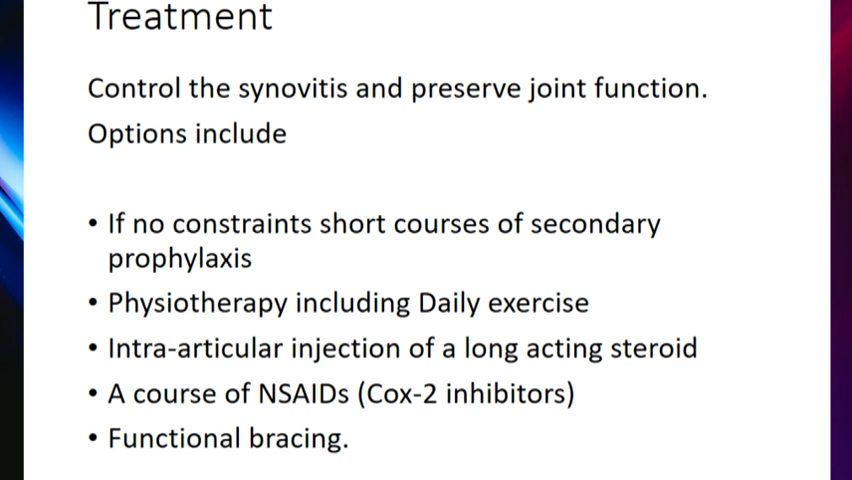 Treatment
Control the synovitis and preserve joint function.
Options include
• If no constraints short courses of secondary
prophylaxis
• Physiotherapy including Daily exercise
• Intra-articular injection of a long acting steroid
• A course of NSAIDs (Cox-2 inhibitors)
• Functional bracing.